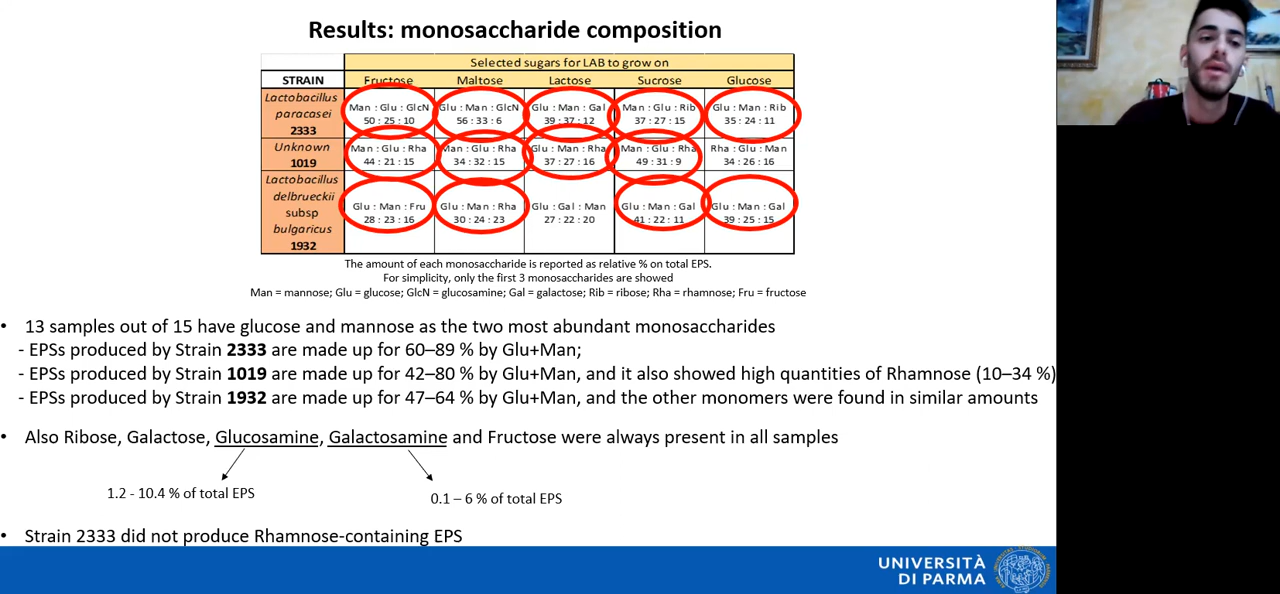 Results: monosaccharide composition
Selected sugars for LAB to grow on
STRAIN Fructose Maltose Lactose Sucrose Glucose
Lactobacillus paracasei 2333
Man : Glu : GlcN 50 : 25 : 10
Glu : Man : GlcN 56 : 33 : 6
Glu : Man : Gal 39 : 37 : 12
Man : Glu : Rib 37 : 27 : 15
Glu : Man : Rib 35 : 24 : 11
Unknown 1019
Man : Glu : Rha 44 : 21 : 15
Man : Glu : Rha 34 : 32 : 15
Glu : Man : Rha 37 : 27 : 16
Man : Glu : Rha 49 : 31 : 9
Rha : Glu : Man 34 : 26 : 16
Lactobacillus delbrueckii subsp bulgaricus 1932
Glu : Man : Fru 28 : 23 : 16
Glu : Man : Rha 30 : 24 : 23
Glu : Gal : Man 27 : 22 : 20
Glu : Man : Gal 41 : 22 : 11
Glu : Man : Gal 39 : 25 : 15
The amount of each monosaccharide is reported as relative % on total EPS.
For simplicity, only the first 3 monosaccharides are showed
Man = mannose; Glu = glucose; GlcN = glucosamine; Gal = galactose; Rib = ribose; Rha = rhamnose; Fru = fructose
• 13 samples out of 15 have glucose and mannose as the two most abundant monosaccharides
- EPSs produced by Strain 2333 are made up for 60–89 % by Glu+Man;
- EPSs produced by Strain 1019 are made up for 42–80 % by Glu+Man, and it also showed high quantities of Rhamnose (10–34 %)
- EPSs produced by Strain 1932 are made up for 47–64 % by Glu+Man, and the other monomers were found in similar amounts
• Also Ribose, Galactose, Glucosamine, Galactosamine and Fructose were always present in all samples
1.2 - 10.4 % of total EPS
0.1 – 6 % of total EPS
• Strain 2333 did not produce Rhamnose-containing EPS
UNIVERSITÀ
DI PARMA